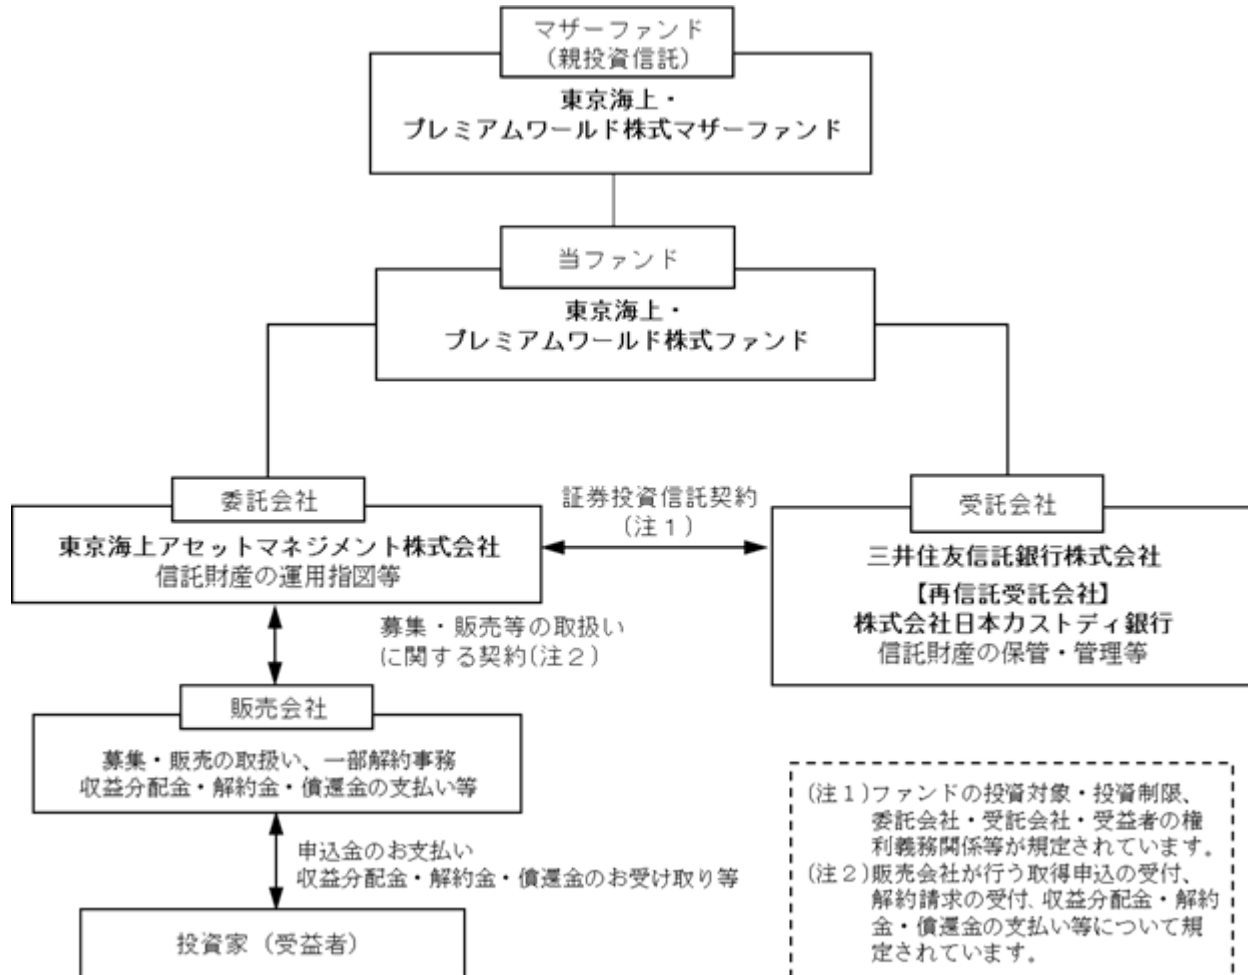 マザーファンド
(親投資信託)
東京海上・
プレミアムワールド株式マザーファンド
当ファンド
東京海上・
プレミアムワールド株式ファンド
委託会社
東京海上アセットマネジメント株式会社
信託財産の運用指図等
証券投資信託契約
(注1)
受託会社
三井住友信託銀行株式会社
【再信託受託会社】
株式会社日本カストディ銀行
信託財産の保管・管理等
募集・販売等の取扱い
に関する契約(注2)
販売会社
募集・販売の取扱い、一部解約事務
収益分配金・解約金・償還金の支払い等
申込金のお支払い
収益分配金・解約金・償還金のお受け取り等
投資家(受益者)
(注1)ファンドの投資対象・投資制限、
委託会社・受託会社・受益者の権
利義務関係等が規定されています。
(注2)販売会社が行う取得申込の受付、
解約請求の受付、収益分配金・解約
金・償還金の支払い等について規
定されています。